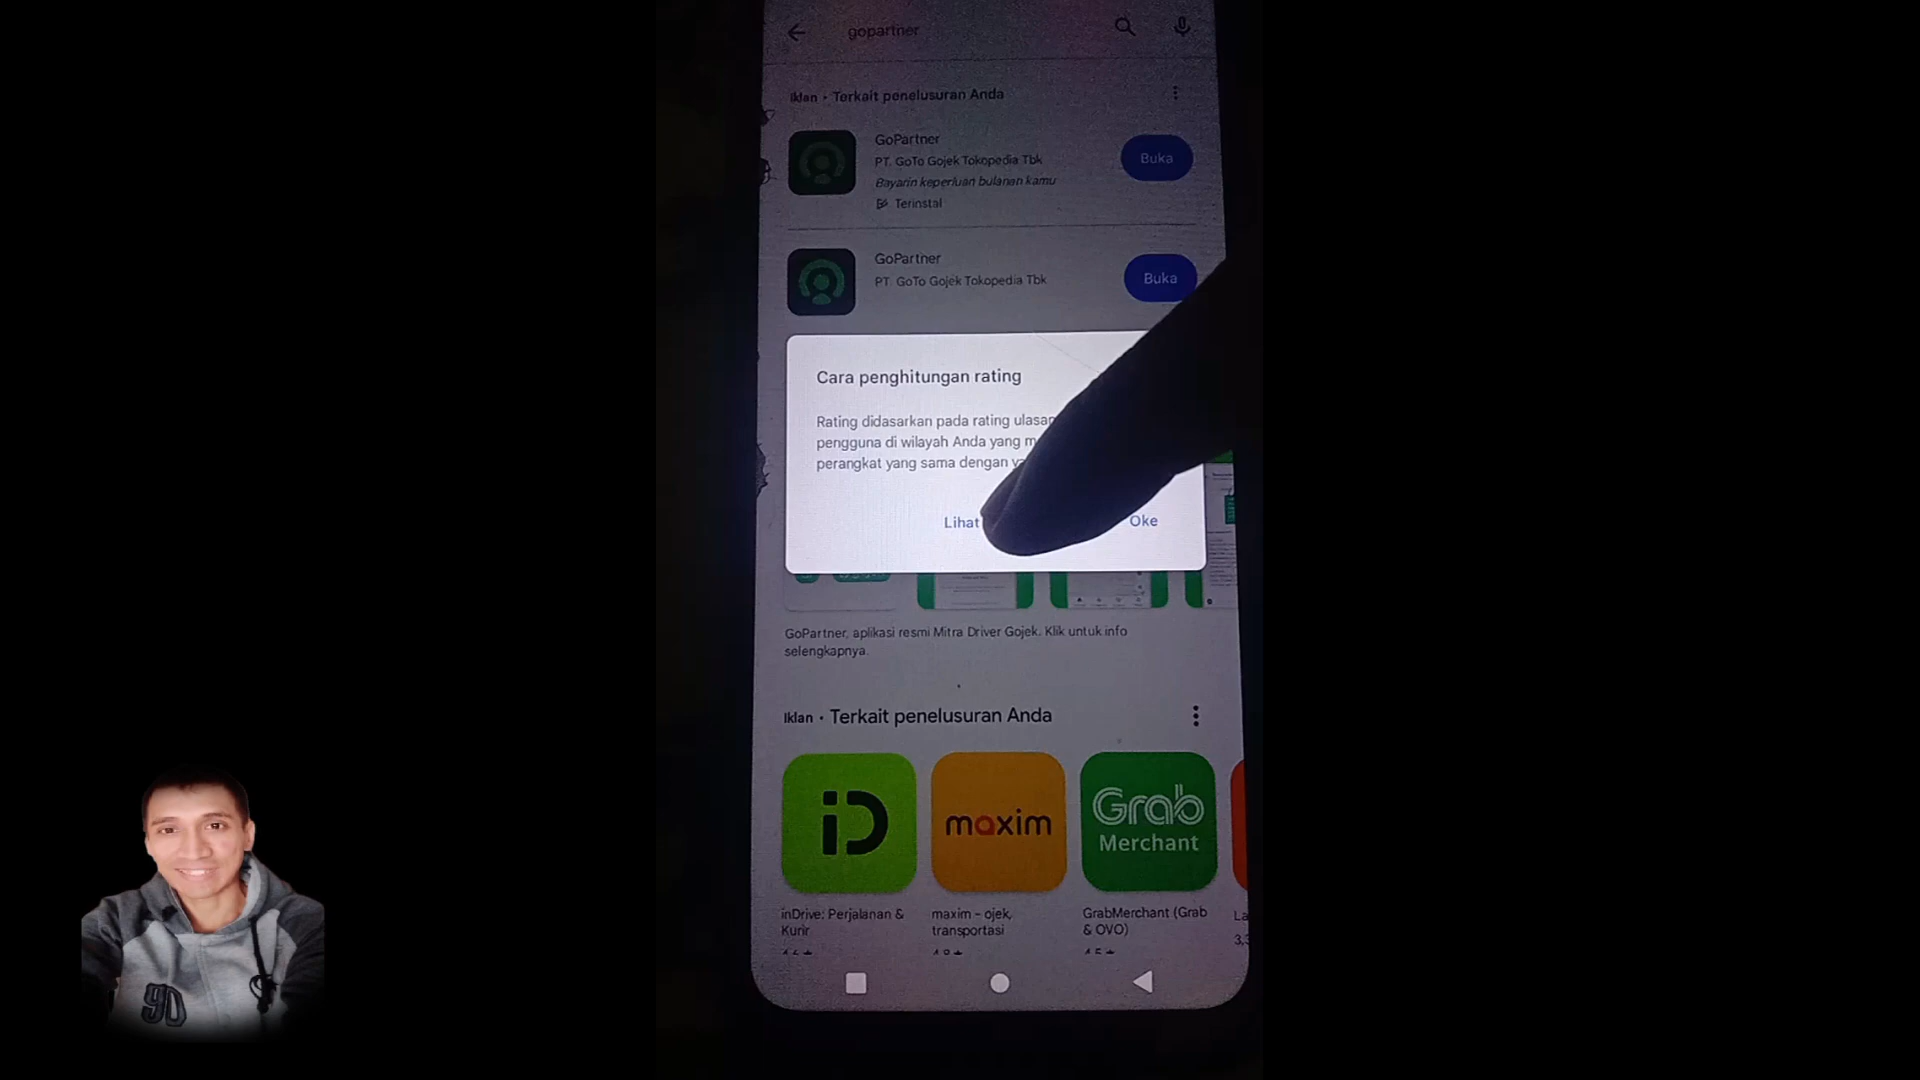 gopartner
Iklan • Terkait penelusuran Anda
GoPartner
PT. GoTo Gojek Tokopedia Tbk
Bayarin keperluan bulanan kamu
Terinstal
Buka
GoPartner
PT. GoTo Gojek Tokopedia Tbk
Buka
Cara penghitungan rating
Rating didasarkan pada rating ulasan
pengguna di wilayah Anda yang
perangkat yang sama dengan
Lihat
Oke
GoPartner, aplikasi resmi Mitra Driver Gojek. Klik untuk info
selengkapnya.
Iklan • Terkait penelusuran Anda
iD
maxim
Grab
Merchant
inDrive: Perjalanan &
Kurir
maxim - ojek,
transportasi
GrabMerchant (Grab
& OVO)
La
9D